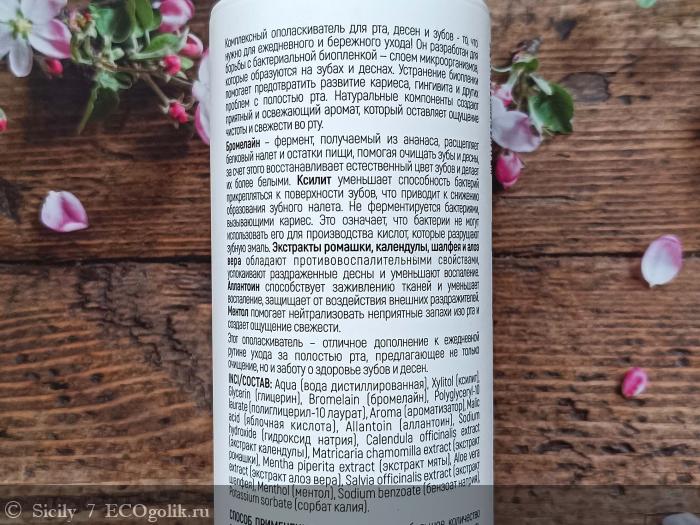 Комплексный ополаскиватель для рта, десен и зубов - то, что
нужно для ежедневного и бережного ухода! Он разработан для
борьбы с бактериальной биопленкой – слоем микроорганизмов,
которые образуются на зубах и деснах. Устранение биопленки
помогает предотвратить развитие кариеса, гингивита и других
проблем с полостью рта. Натуральные компоненты создают
приятный и освежающий аромат, который оставляет ощущение
чистоты и свежести во рту.
Бромелайн – фермент, получаемый из ананаса, расщепляет
белковый налет и остатки пищи, помогая очищать зубы и десны,
за счет этого восстанавливает естественный цвет зубов и делает
их более белыми. Ксилит уменьшает способность бактерий
прикрепляться к поверхности зубов, что приводит к снижению
образования зубного налета. Не ферментируется бактериями,
вызывающими кариес. Это означает, что бактерии не могут
использовать его для производства кислот, которые разрушают
зубную эмаль. Экстракты ромашки, календулы, шалфея и алоэ
вера обладают противовоспалительными свойствами,
успокаивают раздраженные десны и уменьшают воспаление.
Аллантоин способствует заживлению тканей и уменьшает
воспаление, защищает от воздействия внешних раздражителей.
Ментол помогает нейтрализовать неприятные запахи изо рта и
создает ощущение свежести.
Этот ополаскиватель – отличное дополнение к ежедневной
рутине ухода за полостью рта, предлагающее не только
очищение, но и заботу о здоровье зубов и десен.
INCI/СОСТАВ: Aqua (вода дистиллированная), Xylitol (ксилит),
Glycerin (глицерин), Bromelain (бромелайн), Polyglyceryl-10
laurate (полиглицерил-10 лаурат), Aroma (ароматизатор), Malic
acid (яблочная кислота), Allantoin (аллантоин), Sodium
hydroxide (гидроксид натрия), Calendula officinalis extract
(экстракт календулы), Matricaria chamomilla extract (экстракт
ромашки), Mentha piperita extract (экстракт мяты), Aloe vera
extract (экстракт алоэ вера), Salvia officinalis extract (экстракт
шалфея), Menthol (ментол), Sodium benzoate (бензоат натрия),
Potassium sorbate (сорбат калия).
СПОСОБ количество
© Sicily_7 ECOgolik.ru